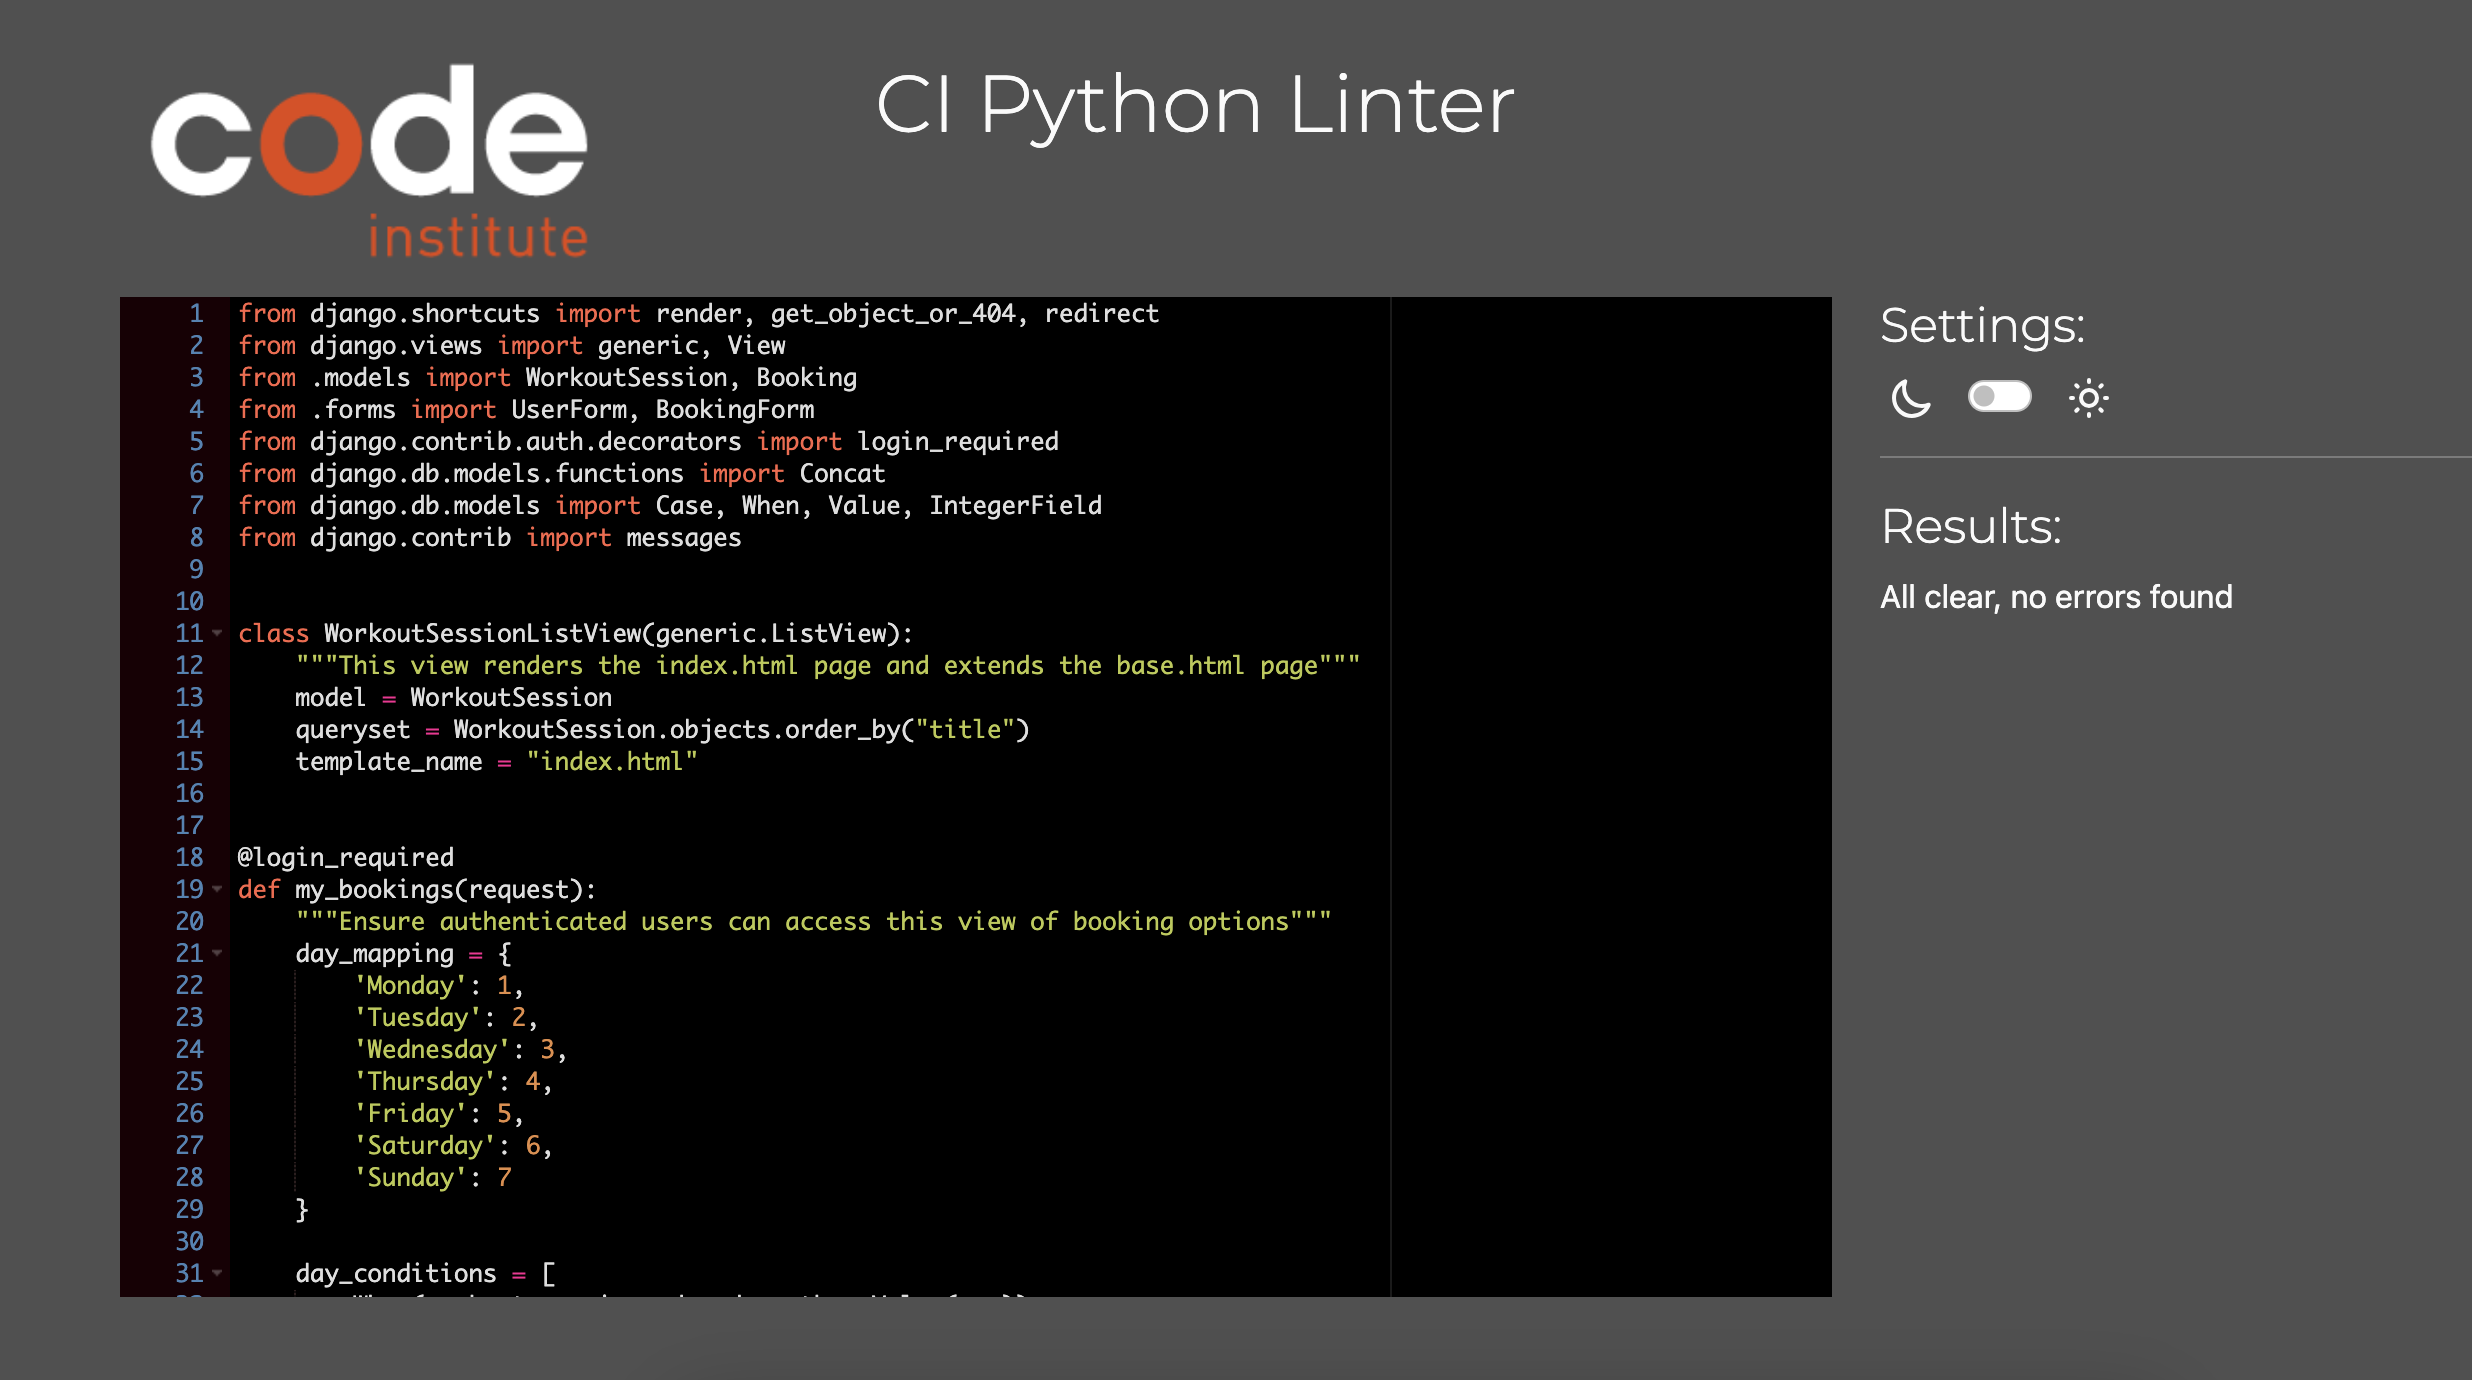 code
institute
CI Python Linter
1 from django.shortcuts import render, get_object_or_404, redirect
2 from django.views import generic, View
3 from .models import WorkoutSession, Booking
4 from .forms import UserForm, BookingForm
5 from django.contrib.auth.decorators import login_required
6 from django.db.models.functions import Concat
7 from django.db.models import Case, When, Value, IntegerField
8 from django.contrib import messages
9
10
11 class WorkoutSessionListView(generic.ListView):
12     """This view renders the index.html page and extends the base.html page"""
13     model = WorkoutSession
14     queryset = WorkoutSession.objects.order_by("title")
15     template_name = "index.html"
16
17
18 @login_required
19 def my_bookings(request):
20     """Ensure authenticated users can access this view of booking options"""
21     day_mapping = {
22         'Monday': 1,
23         'Tuesday': 2,
24         'Wednesday': 3,
25         'Thursday': 4,
26         'Friday': 5,
27         'Saturday': 6,
28         'Sunday': 7
29     }
30
31     day_conditions = [
Settings:
Results:
All clear, no errors found